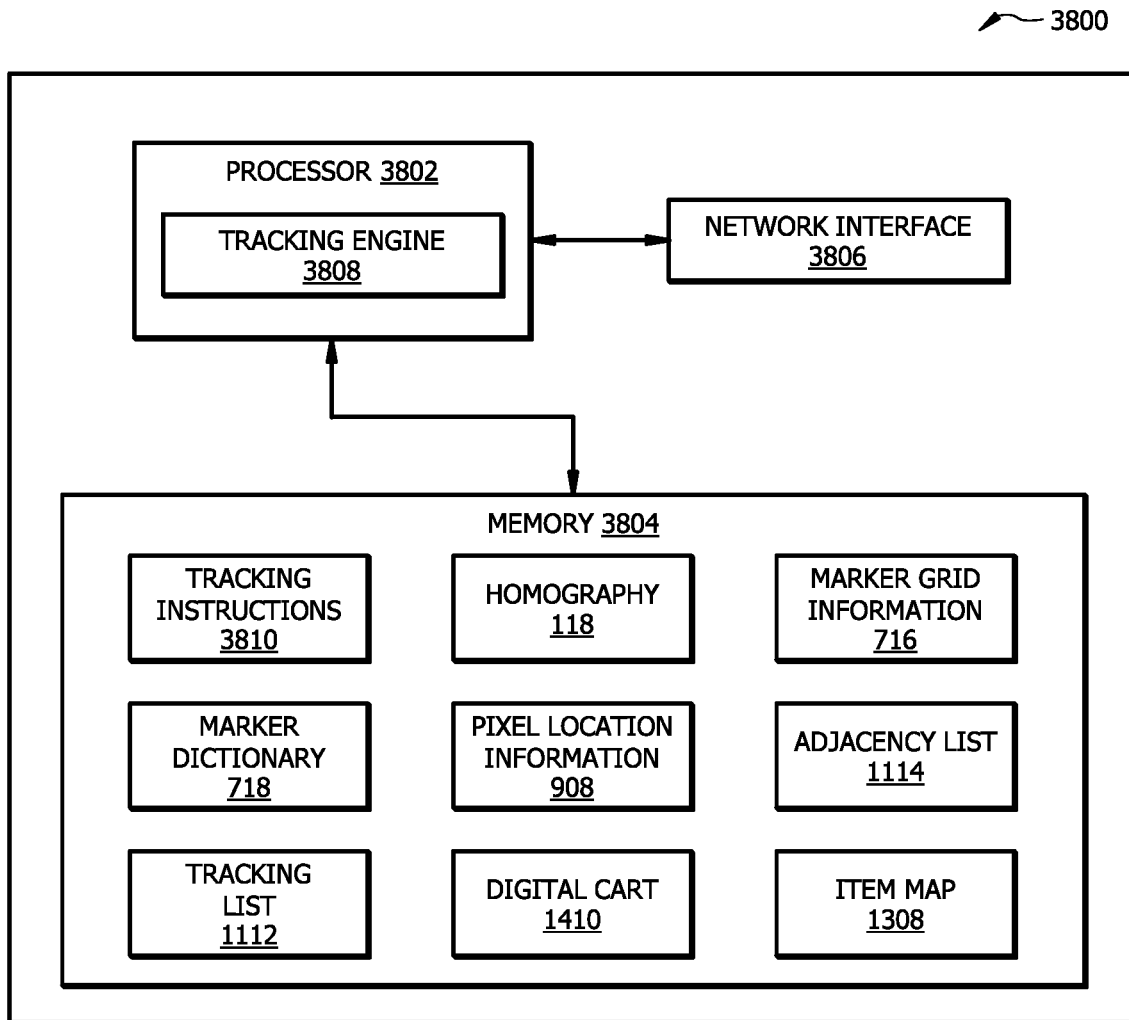 3800
PROCESSOR 3802
TRACKING ENGINE
3808
NETWORK INTERFACE
3806
MEMORY 3804
TRACKING
INSTRUCTIONS
3810
HOMOGRAPHY
118
MARKER GRID
INFORMATION
716
MARKER
DICTIONARY
718
PIXEL LOCATION
INFORMATION
908
ADJACENCY LIST
1114
TRACKING
LIST
1112
DIGITAL CART
1410
ITEM MAP
1308